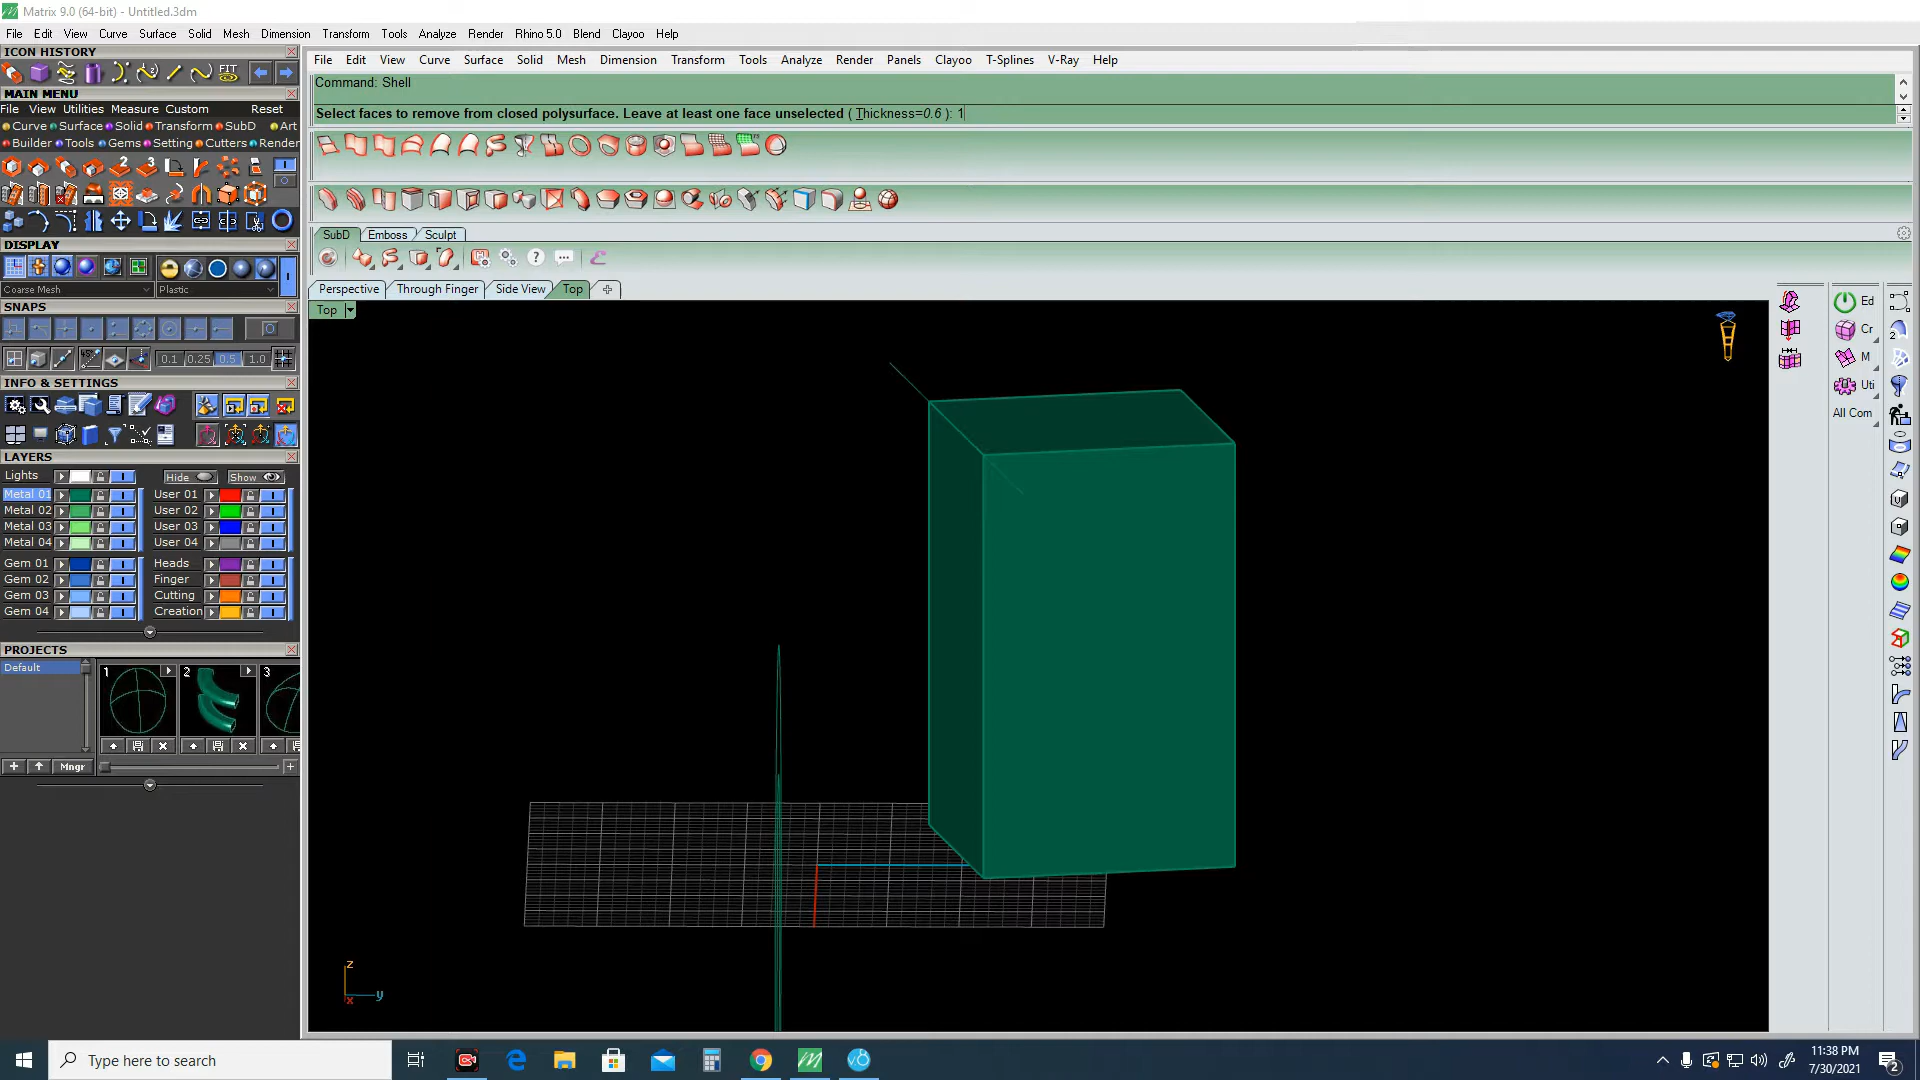 Matrix 9.0 (64-bit) - Untitled.3dm
File Edit View Curve Surface Solid Mesh Dimension Transform Tools Analyze Render Rhino 5.0 Blend Clayoo Help
ICON HISTORY
FIT
MAIN MENU
File View Utilities Measure Custom Reset
Curve Surface Solid Transform SubD Art
Builder Tools Gems Setting Cutters Render
2 3
DISPLAY
Coarse Mesh Plastic
SNAPS
0.1 0.25 0.5 1.0
INFO & SETTINGS
LAYERS
Lights Hide Show
Metal 01 User 01
Metal 02 User 02
Metal 03 User 03
Metal 04 User 04
Gem 01 Heads
Gem 02 Finger
Gem 03 Cutting
Gem 04 Creation
PROJECTS
Default
1 2 3
+ Mngr +
File Edit View Curve Surface Solid Mesh Dimension Transform Tools Analyze Render Panels Clayoo T-Splines V-Ray Help
Command: Shell
Select faces to remove from closed polysurface. Leave at least one face unselected ( Thickness=0.6 ): 1
SubD Emboss Sculpt
Perspective Through Finger Side View Top
Top
z
x
y
Ed
Cr
M
Uti
All Com
2
Type here to search
11:38 PM
7/30/2021
2